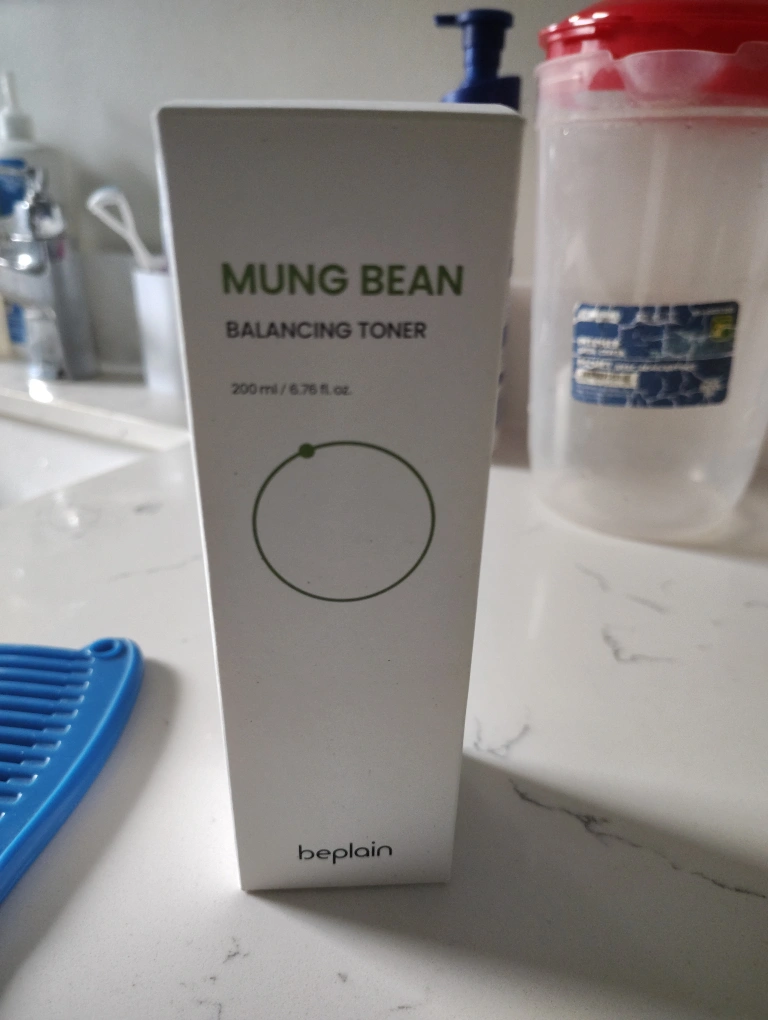 MUNG BEAN
BALANCING TONER
200 ml / 6.76 fl. oz.
beplain